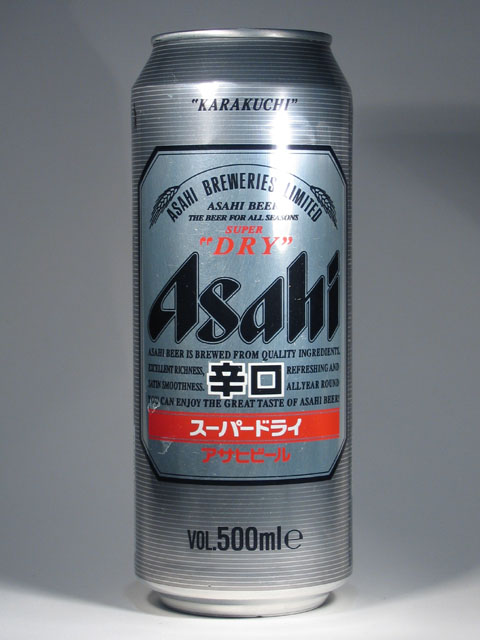 "KARAKUCHI"
ASAHI BREWERIES LIMITED
ASAHI BEER
THE BEER FOR ALL SEASONS
SUPER
"DRY"
Asahi
ASAHI BEER IS BREWED FROM QUALITY INGREDIENTS.
EXCELLENT RICHNESS, REFRESHING AND
SATIN SMOOTHNESS. ALL YEAR ROUND
辛口
YOU CAN ENJOY THE GREAT TASTE OF ASAHI BEER!
スーパードライ
アサヒビール
VOL.500ml℮